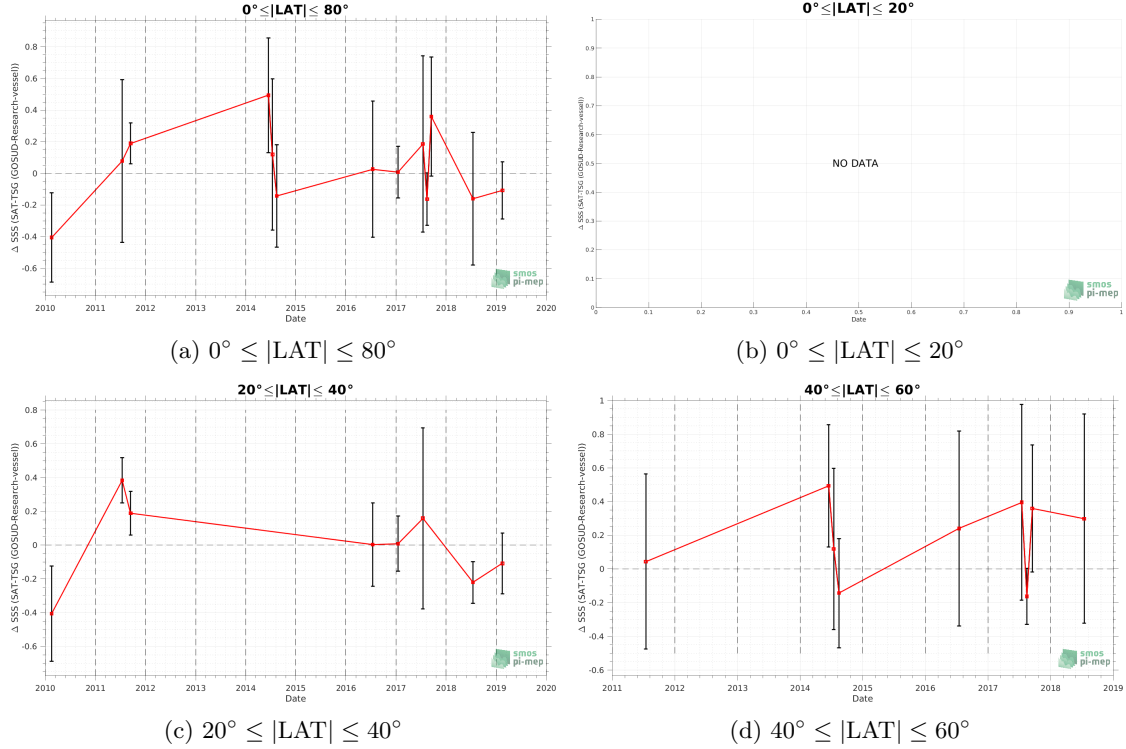 0°≤|LAT|≤ 80°
0.8
0.6
0.4
0.2
0
-0.2
-0.4
-0.6
Δ SSS (SAT-TSG (GOSUD-Research-vessel))
2010 2011 2012 2013 2014 2015 2016 2017 2018 2019 2020
Date
smos
pi-mep
(a) 0° ≤ |LAT| ≤ 80°
0°≤|LAT|≤ 20°
1
0.9
0.8
0.7
0.6
0.5
0.4
0.3
0.2
0.1
0
Δ SSS (SAT-TSG (GOSUD-Research-vessel))
NO DATA
0 0.1 0.2 0.3 0.4 0.5 0.6 0.7 0.8 0.9 1
Date
smos
pi-mep
(b) 0° ≤ |LAT| ≤ 20°
20°≤|LAT|≤ 40°
0.8
0.6
0.4
0.2
0
-0.2
-0.4
-0.6
Δ SSS (SAT-TSG (GOSUD-Research-vessel))
2010 2011 2012 2013 2014 2015 2016 2017 2018 2019 2020
Date
smos
pi-mep
(c) 20° ≤ |LAT| ≤ 40°
40°≤|LAT|≤ 60°
1
0.8
0.6
0.4
0.2
0
-0.2
-0.4
-0.6
Δ SSS (SAT-TSG (GOSUD-Research-vessel))
2011 2012 2013 2014 2015 2016 2017 2018 2019
Date
smos
pi-mep
(d) 40° ≤ |LAT| ≤ 60°